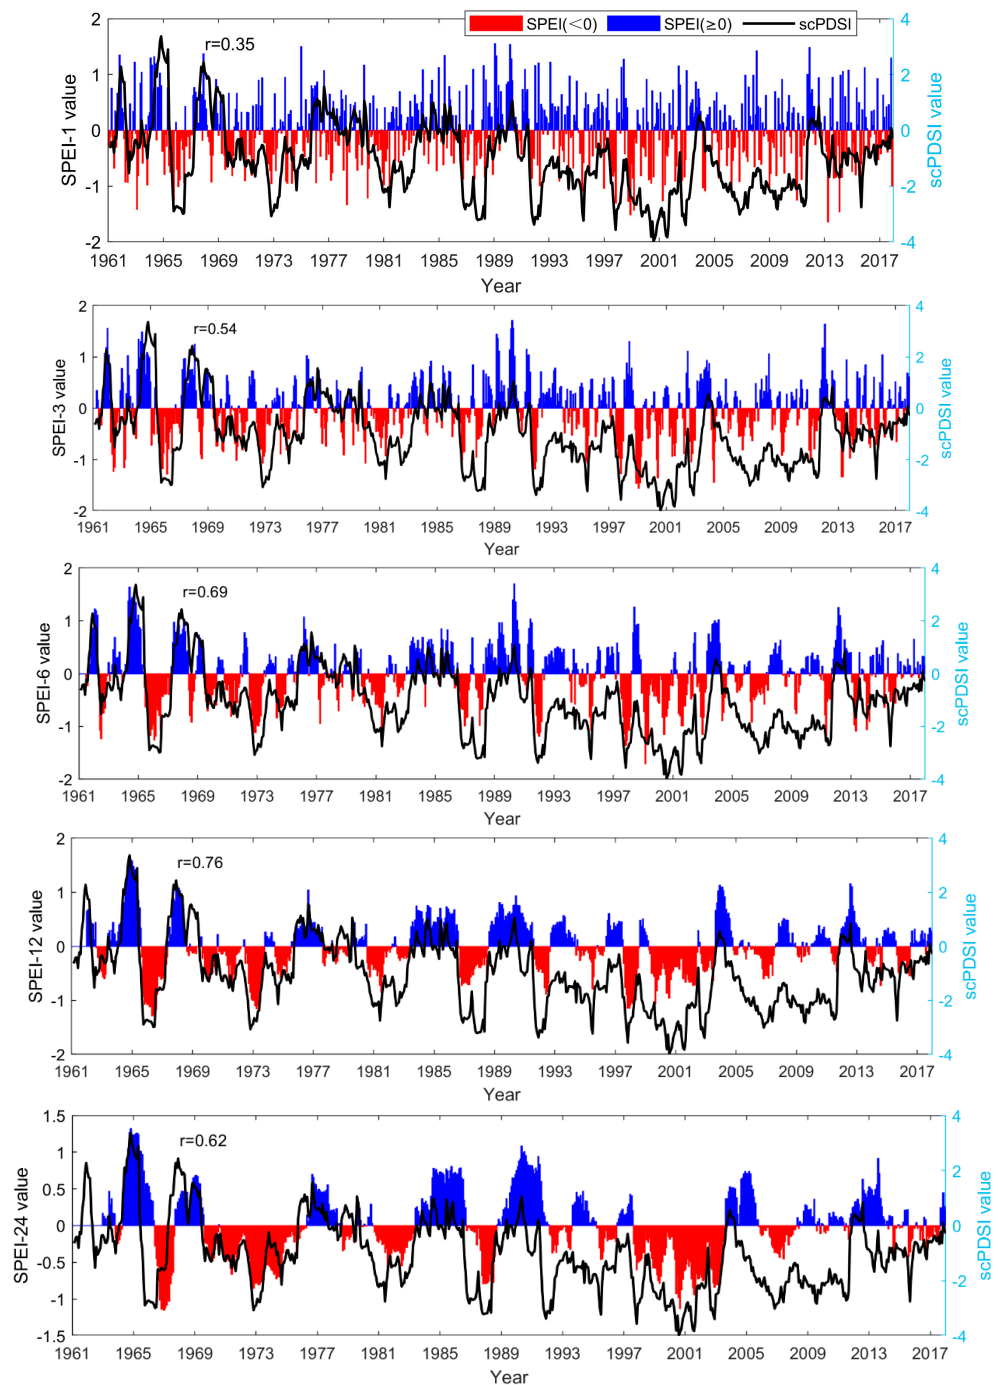 SPEI(<0) SPEI(≥0) scPDSI
r=0.35
2
1
0
-1
-2
SPEI-1 value
4
2
0
-2
-4
scPDSI value
1961 1965 1969 1973 1977 1981 1985 1989 1993 1997 2001 2005 2009 2013 2017
Year
r=0.54
2
1
0
-1
-2
SPEI-3 value
4
2
0
-2
-4
scPDSI value
1961 1965 1969 1973 1977 1981 1985 1989 1993 1997 2001 2005 2009 2013 2017
Year
r=0.69
2
1
0
-1
-2
SPEI-6 value
4
2
0
-2
-4
scPDSI value
1961 1965 1969 1973 1977 1981 1985 1989 1993 1997 2001 2005 2009 2013 2017
Year
r=0.76
2
1
0
-1
-2
SPEI-12 value
4
2
0
-2
-4
scPDSI value
1961 1965 1969 1973 1977 1981 1985 1989 1993 1997 2001 2005 2009 2013 2017
Year
r=0.62
1.5
1
0.5
0
-0.5
-1
-1.5
SPEI-24 value
4
2
0
-2
-4
scPDSI value
1961 1965 1969 1973 1977 1981 1985 1989 1993 1997 2001 2005 2009 2013 2017
Year